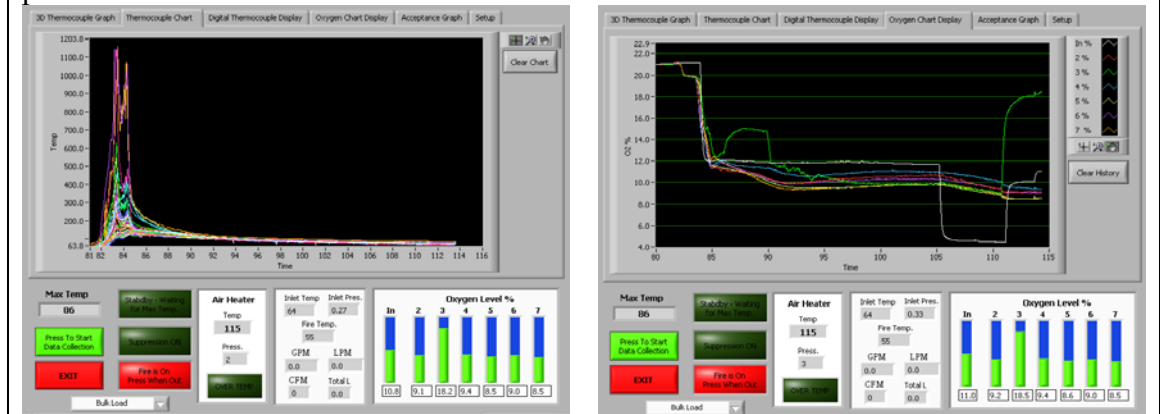 3D Thermocouple Graph Thermocouple Chart Digital Thermocouple Display Oxygen Chart Display Acceptance Graph Setup
1203.8
1100.0
1000.0
900.0
800.0
700.0
600.0
500.0
400.0
300.0
200.0
63.8
Temp
81 82 84 86 88 90 92 94 96 98 100 102 104 106 108 110 112 114 116
Time
Clear Chart
Max Temp
86
Press To Start
Data Collection
EXIT
Standby - Waiting
for Max Temp.
Suppression ON
Fire is On
Press When Out
Air Heater
Temp
115
Press.
2
OVER TEMP
Inlet Temp Inlet Pres.
64 0.27
Fire Temp.
55
GPM LPM
0.0 0.0
CFM Total L
0 0.0
Oxygen Level %
In 2 3 4 5 6 7
10.8 9.1 18.2 9.4 8.5 9.0 8.5
Bulk Load
3D Thermocouple Graph Thermocouple Chart Digital Thermocouple Display Oxygen Chart Display Acceptance Graph Setup
22.9
22.0
20.0
18.0
16.0
14.0
12.0
10.0
8.0
6.0
4.0
O2 %
80 85 90 95 100 105 110 115
Time
In %
2 %
3 %
4 %
5 %
6 %
7 %
Clear History
Max Temp
86
Press To Start
Data Collection
EXIT
Standby - Waiting
for Max Temp.
Suppression ON
Fire is On
Press When Out
Air Heater
Temp
115
Press.
3
OVER TEMP
Inlet Temp Inlet Pres.
64 0.33
Fire Temp.
55
GPM LPM
0.0 0.0
CFM Total L
0 0.0
Oxygen Level %
In 2 3 4 5 6 7
11.0 9.2 18.5 9.4 8.6 9.0 8.5
Bulk Load